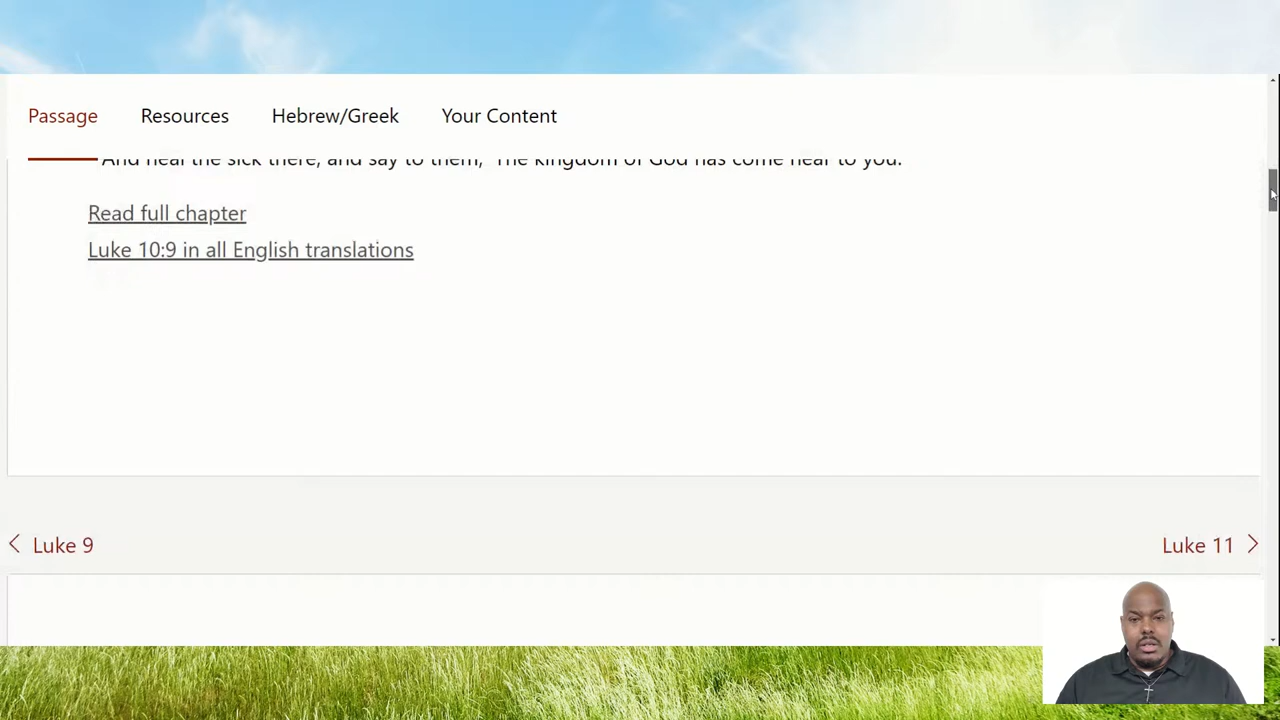 Passage Resources Hebrew/Greek Your Content
And heal the sick there, and say to them, 'The kingdom of God has come near to you.'
Read full chapter
Luke 10:9 in all English translations
Luke 9 Luke 11